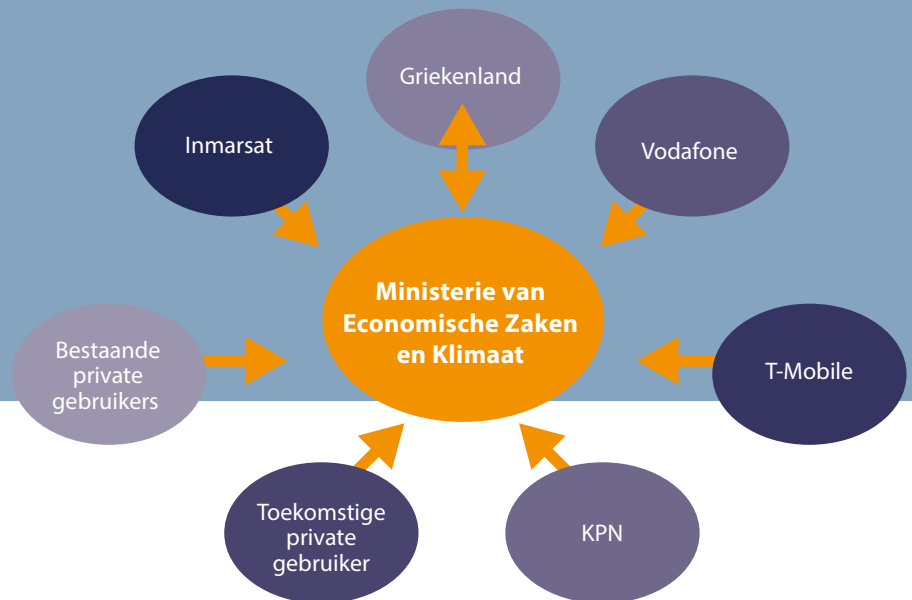 Griekenland
Inmarsat
Vodafone
Ministerie van
Economische Zaken
en Klimaat
Bestaande
private
gebruikers
T-Mobile
Toekomstige
private
gebruiker
KPN